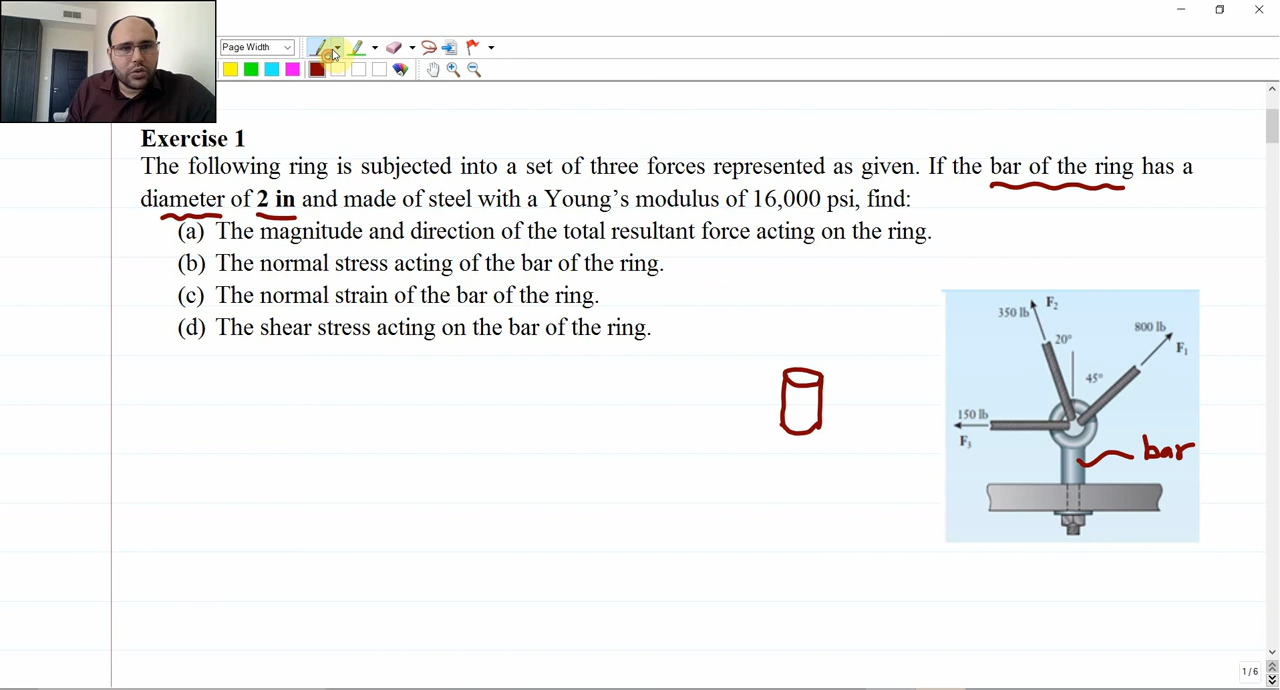 Page Width
Exercise 1
The following ring is subjected into a set of three forces represented as given. If the bar of the ring has a
diameter of 2 in and made of steel with a Young's modulus of 16,000 psi, find:
(a) The magnitude and direction of the total resultant force acting on the ring.
(b) The normal stress acting of the bar of the ring.
(c) The normal strain of the bar of the ring.
(d) The shear stress acting on the bar of the ring.
350 lb
F2
20°
800 lb
F1
45°
150 lb
F3
bar
1/6